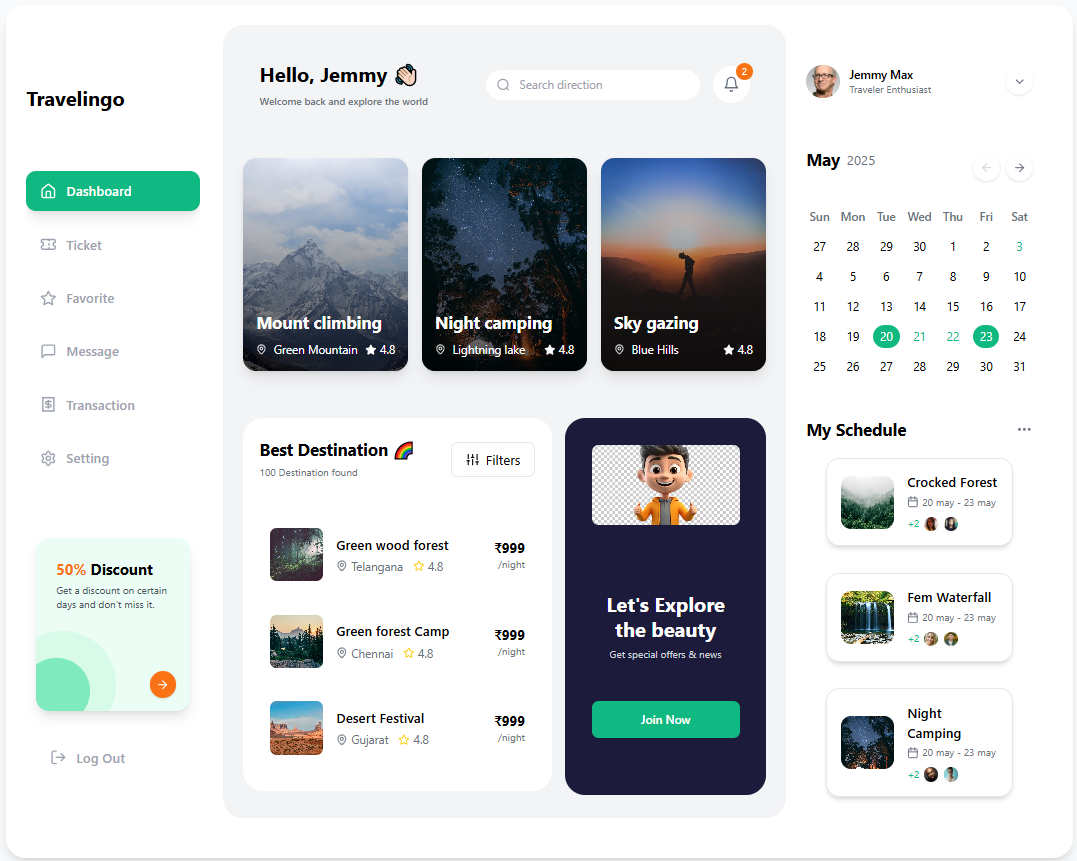 Travelingo
Dashboard
Ticket
Favorite
Message
Transaction
Setting
50% Discount
Get a discount on certain
days and don't miss it.
Log Out
Hello, Jemmy 👋🏻
Welcome back and explore the world
Search direction
2
Mount climbing
Green Mountain 4.8
Night camping
Lightning lake 4.8
Sky gazing
Blue Hills 4.8
Best Destination 🌈
100 Destination found
Filters
Green wood forest
Telangana 4.8
₹999
/night
Green forest Camp
Chennai 4.8
₹999
/night
Desert Festival
Gujarat 4.8
₹999
/night
Let's Explore
the beauty
Get special offers & news
Join Now
Jemmy Max
Traveler Enthusiast
May 2025
Sun Mon Tue Wed Thu Fri Sat
27 28 29 30 1 2 3
4 5 6 7 8 9 10
11 12 13 14 15 16 17
18 19 20 21 22 23 24
25 26 27 28 29 30 31
My Schedule
Crocked Forest
20 may - 23 may
+2
Fem Waterfall
20 may - 23 may
+2
Night
Camping
20 may - 23 may
+2